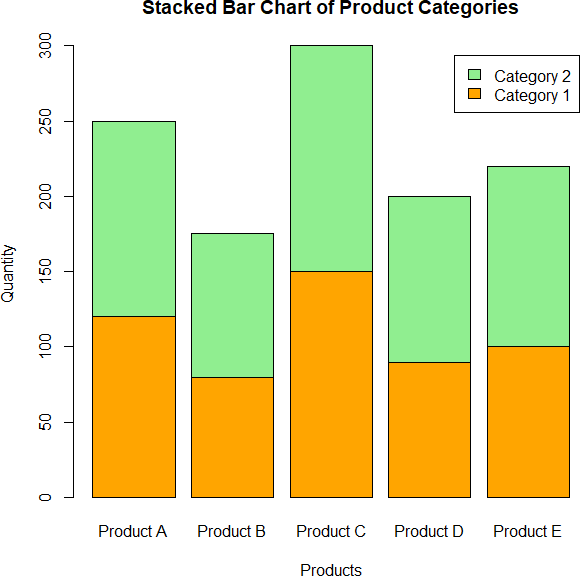 Stacked Bar Chart of Product Categories
300
250
200
150
100
50
0
Quantity
Category 2
Category 1
Product A Product B Product C Product D Product E
Products